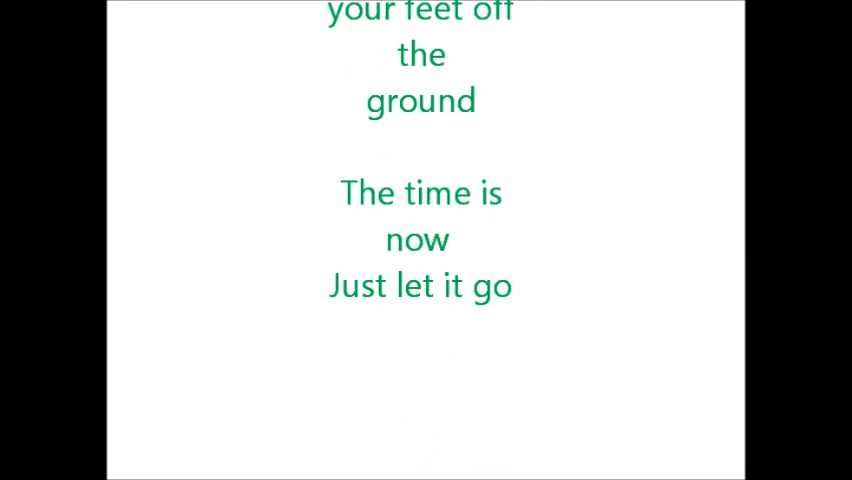 your feet off
the
ground
The time is
now
Just let it go